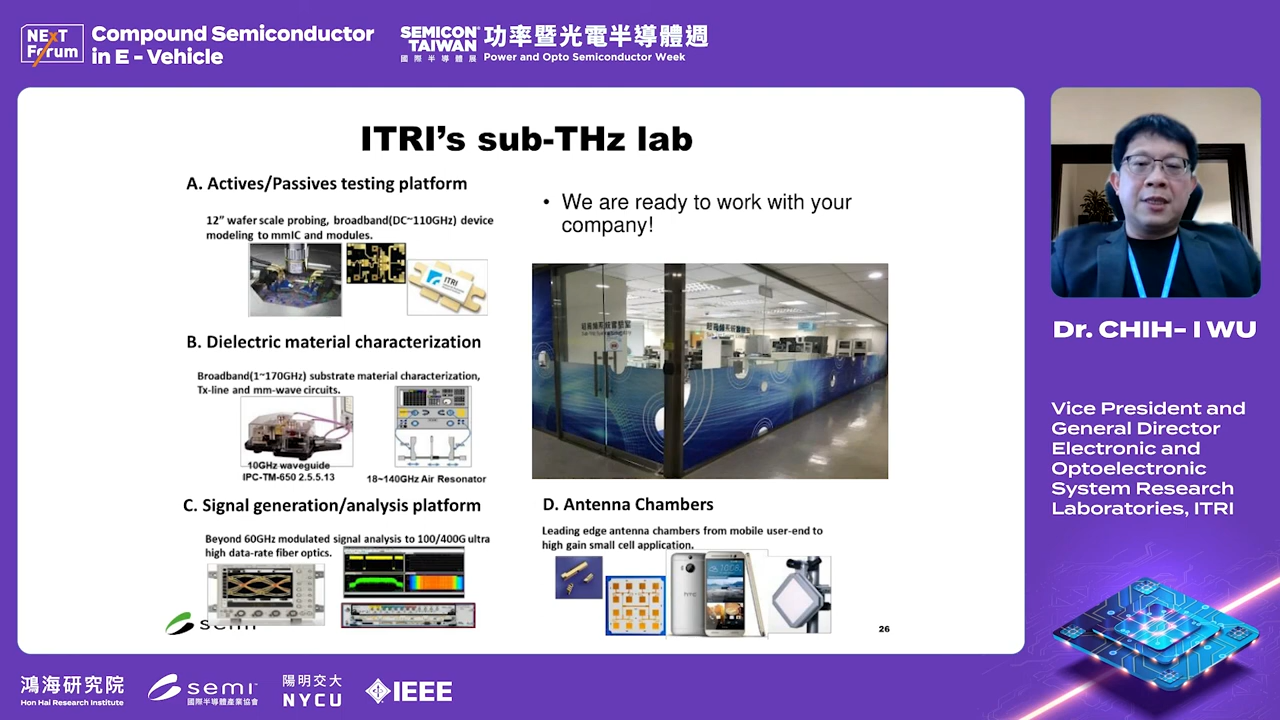 NEXT
Forum
Compound Semiconductor
in E - Vehicle
SEMICON
TAIWAN
國際半導體展
功率暨光電半導體週
Power and Opto Semiconductor Week
ITRI's sub-THz lab
A. Actives/Passives testing platform
12" wafer scale probing, broadband(DC~110GHz) device
modeling to mmIC and modules.
ITRI
B. Dielectric material characterization
Broadband(1~170GHz) substrate material characterization,
Tx-line and mm-wave circuits.
10GHz waveguide
IPC-TM-650 2.5.5.13
18~140GHz Air Resonator
C. Signal generation/analysis platform
Beyond 60GHz modulated signal analysis to 100/400G ultra
high data-rate fiber optics.
semi
• We are ready to work with your
company!
D. Antenna Chambers
Leading edge antenna chambers from mobile user-end to
high gain small cell application.
hTC
26
Dr. CHIH- I WU
Vice President and
General Director
Electronic and
Optoelectronic
System Research
Laboratories, ITRI
鴻海研究院
Hon Hai Research Institute
semi
國際半導體產業協會
陽明交大
NYCU
IEEE